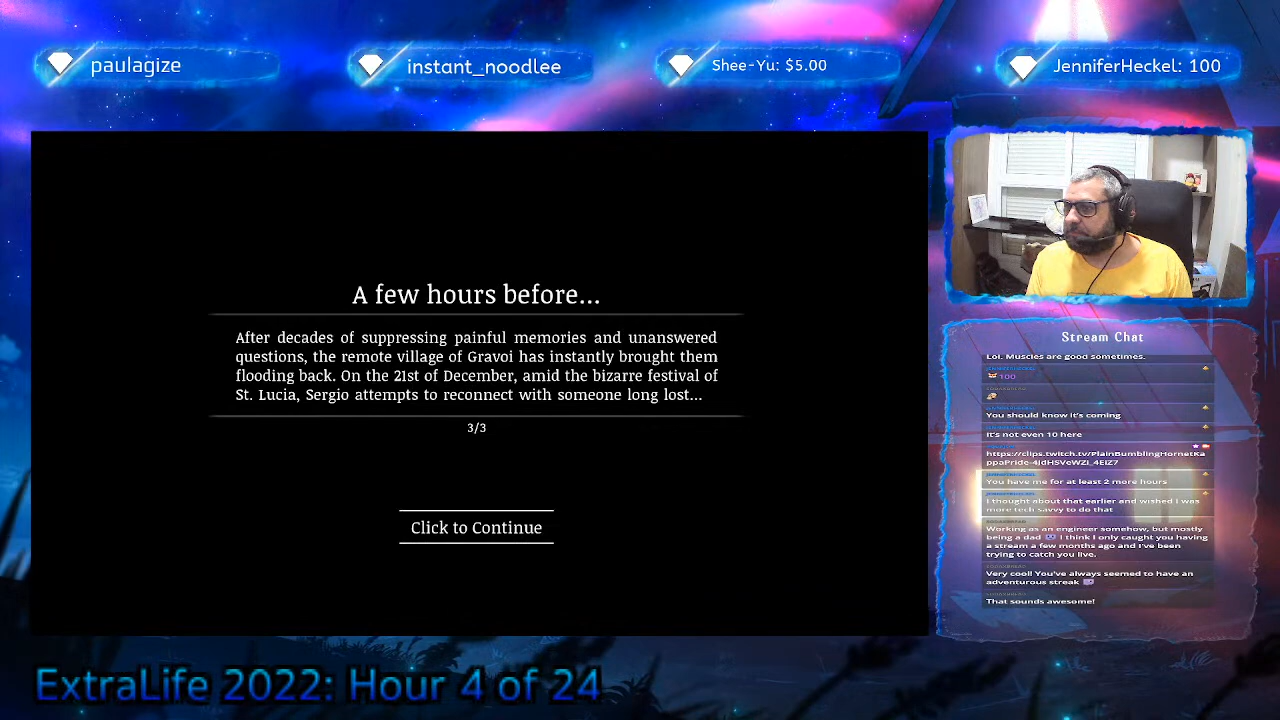 paulagize
instant_noodlee
Shee-Yu: $5.00
JenniferHeckel: 100
A few hours before...
After decades of suppressing painful memories and unanswered
questions, the remote village of Gravoi has instantly brought them
flooding back. On the 21st of December, amid the bizarre festival of
St. Lucia, Sergio attempts to reconnect with someone long lost...
3/3
Click to Continue
Stream Chat
Lol. Muscles are good sometimes.
100
You should know it's coming
It's not even 10 here
You have me for at least 2 more hours
I thought about that earlier and wished I was
more tech savvy to do that
Working as an engineer somehow, but mostly
being a dad I think I only caught you having
a stream a few months ago and I've been
trying to catch you live.
Very cool! You've always seemed to have an
adventurous streak
That sounds awesome!
ExtraLife 2022: Hour 4 of 24